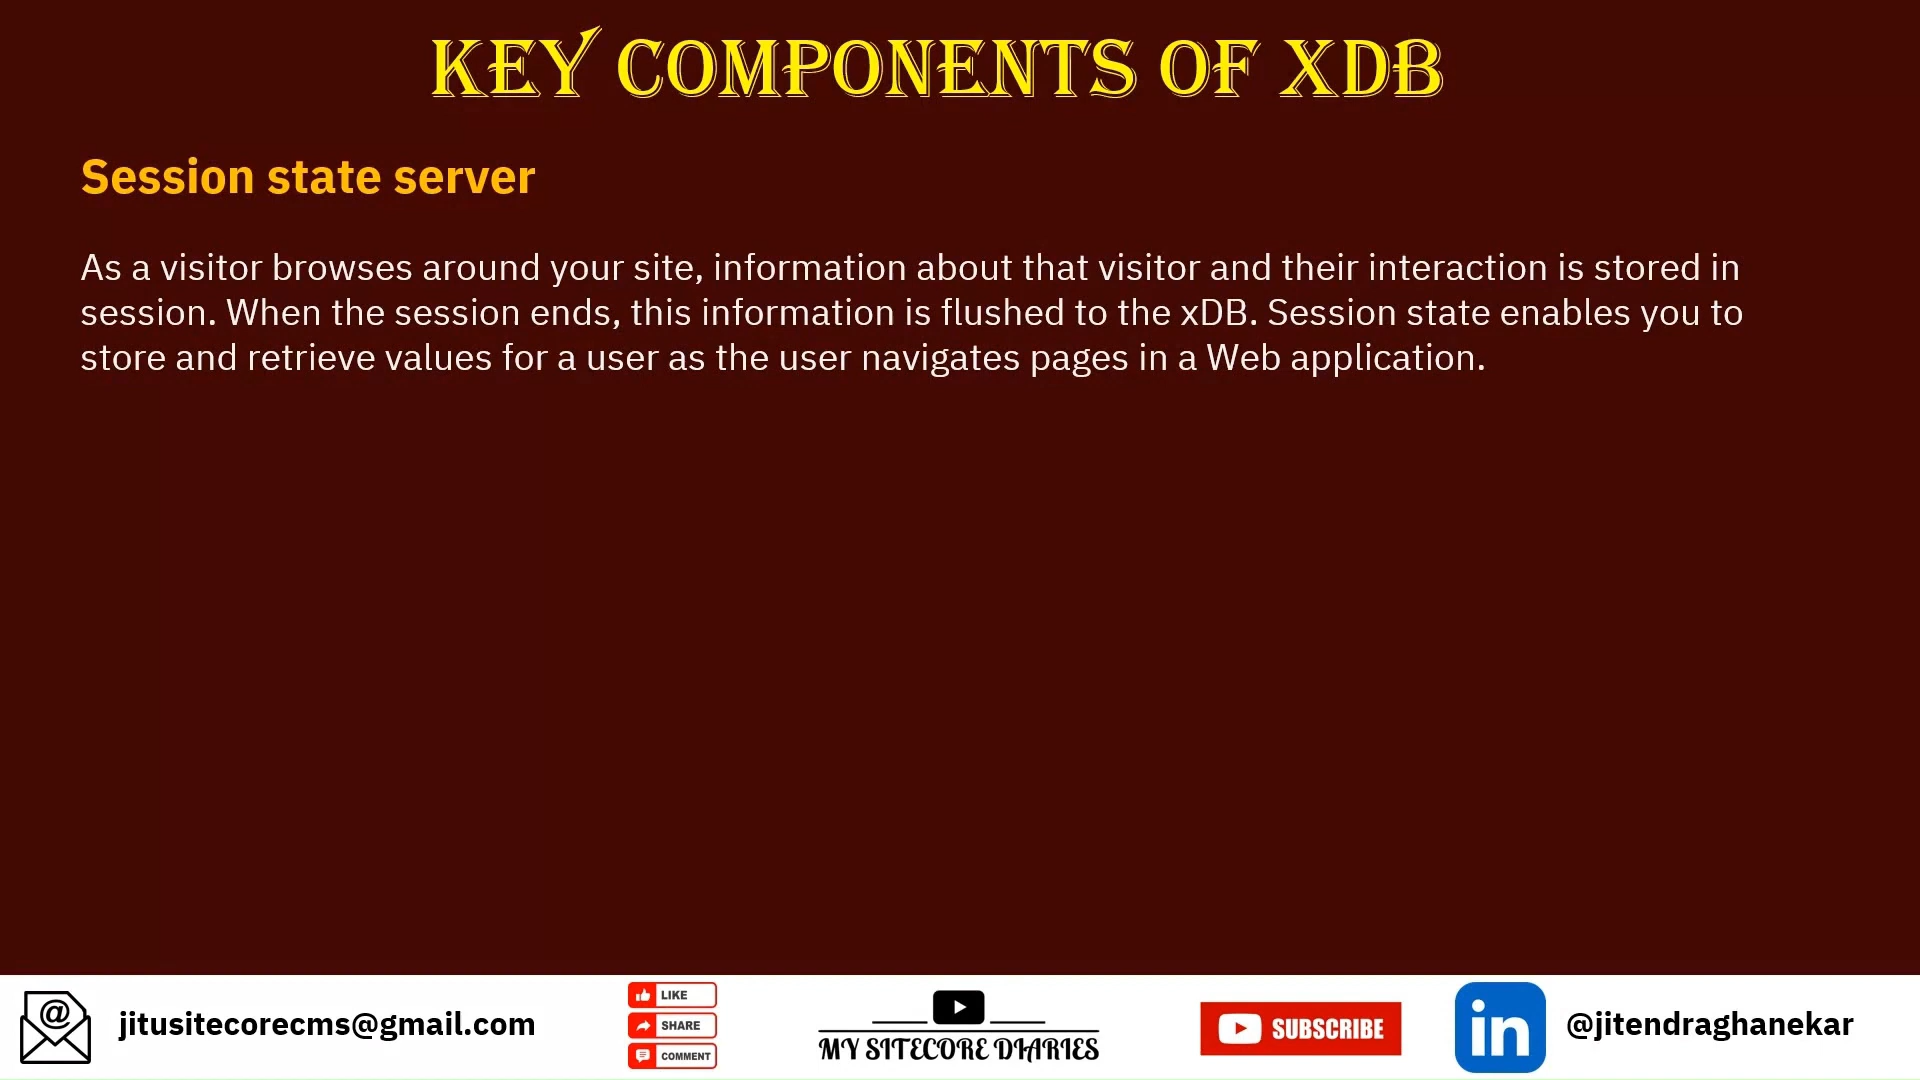 KEY COMPONENTS OF XDB
Session state server
As a visitor browses around your site, information about that visitor and their interaction is stored in
session. When the session ends, this information is flushed to the xDB. Session state enables you to
store and retrieve values for a user as the user navigates pages in a Web application.
@
jitusitecorecms@gmail.com
LIKE
SHARE
COMMENT
MY SITECORE DIARIES
SUBSCRIBE
in
@jitendraghanekar